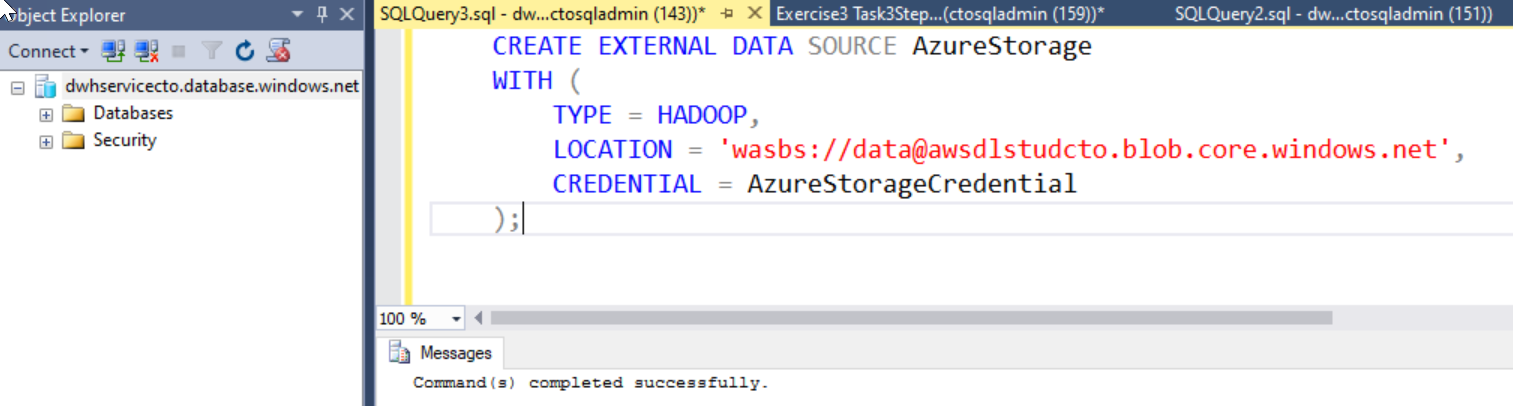 bject Explorer
SQLQuery3.sql - dw...ctosqladmin (143))*
Exercise3 Task3Step...(ctosqladmin (159))*
SQLQuery2.sql - dw...ctosqladmin (151))
Connect
dwhservicecto.database.windows.net
Databases
Security
CREATE EXTERNAL DATA SOURCE AzureStorage
WITH (
TYPE = HADOOP,
LOCATION = 'wasbs://data@awsdlstudcto.blob.core.windows.net',
CREDENTIAL = AzureStorageCredential
);
100 %
Messages
Command(s) completed successfully.